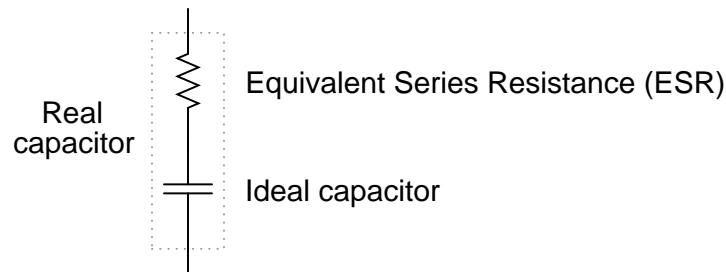 Equivalent Series Resistance (ESR)
Real
capacitor
Ideal capacitor